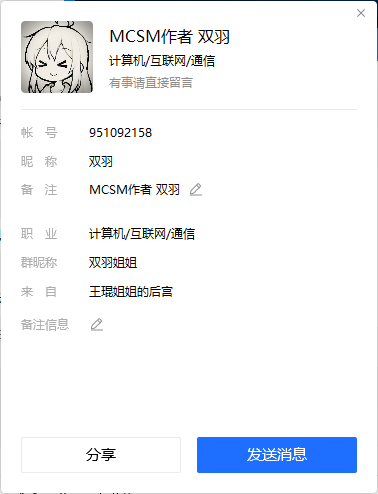 MCSM作者 双羽
计算机/互联网/通信
有事请直接留言
帐 号 951092158
昵 称 双羽
备 注 MCSM作者 双羽
职 业 计算机/互联网/通信
群昵称 双羽姐姐
来 自 王琨姐姐的后宫
备注信息
分享 发送消息